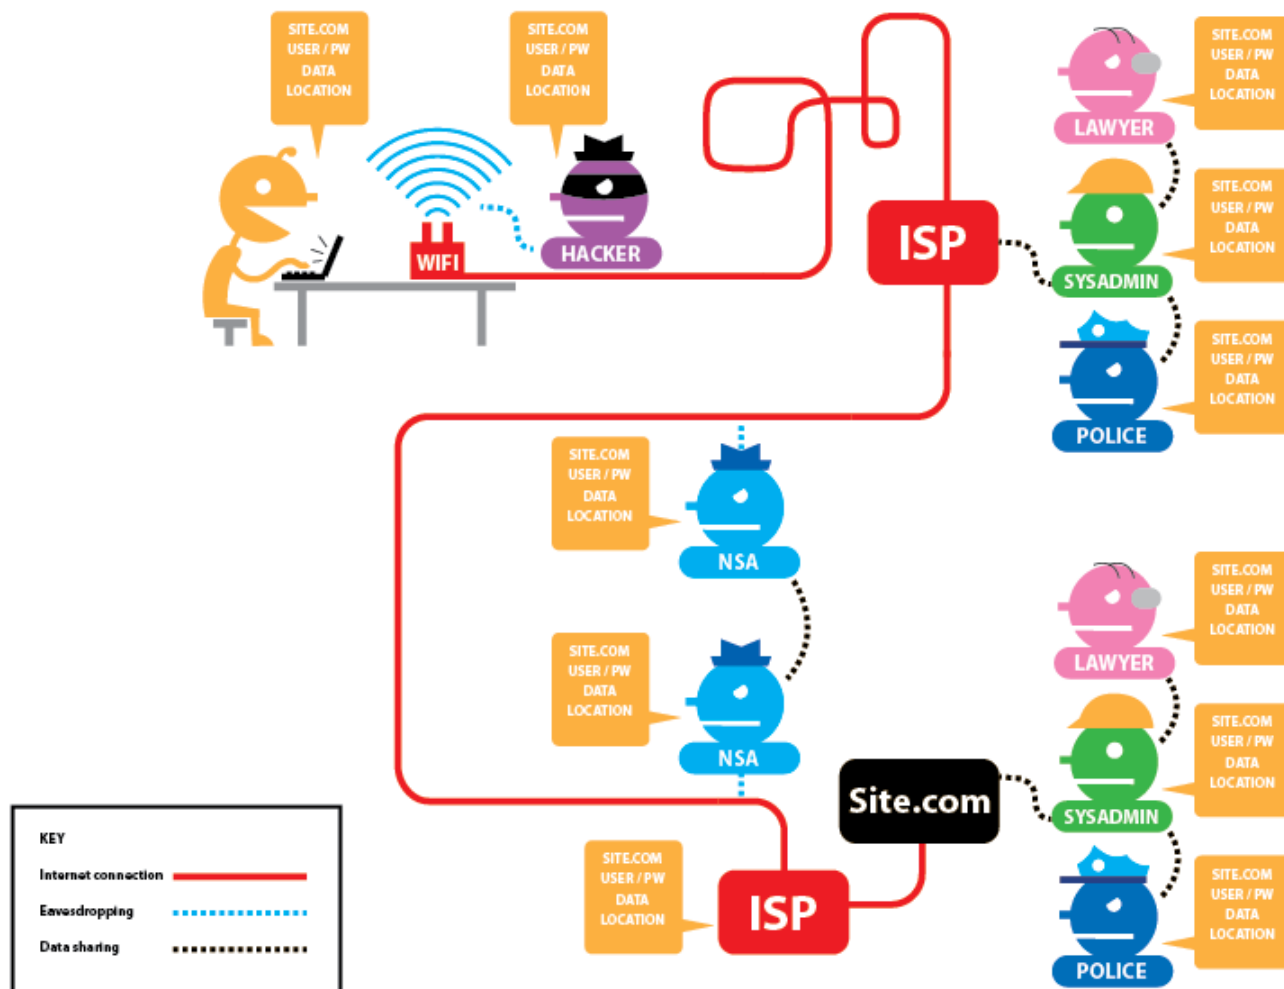 SITE.COM
USER / PW
DATA
LOCATION
SITE.COM
USER / PW
DATA
LOCATION
WIFI
HACKER
ISP
SITE.COM
USER / PW
DATA
LOCATION
LAWYER
SITE.COM
USER / PW
DATA
LOCATION
SYSADMIN
SITE.COM
USER / PW
DATA
LOCATION
POLICE
SITE.COM
USER / PW
DATA
LOCATION
NSA
SITE.COM
USER / PW
DATA
LOCATION
NSA
SITE.COM
USER / PW
DATA
LOCATION
LAWYER
SITE.COM
USER / PW
DATA
LOCATION
SYSADMIN
SITE.COM
USER / PW
DATA
LOCATION
POLICE
Site.com
SITE.COM
USER / PW
DATA
LOCATION
ISP
KEY
Internet connection
Eavesdropping
Data sharing